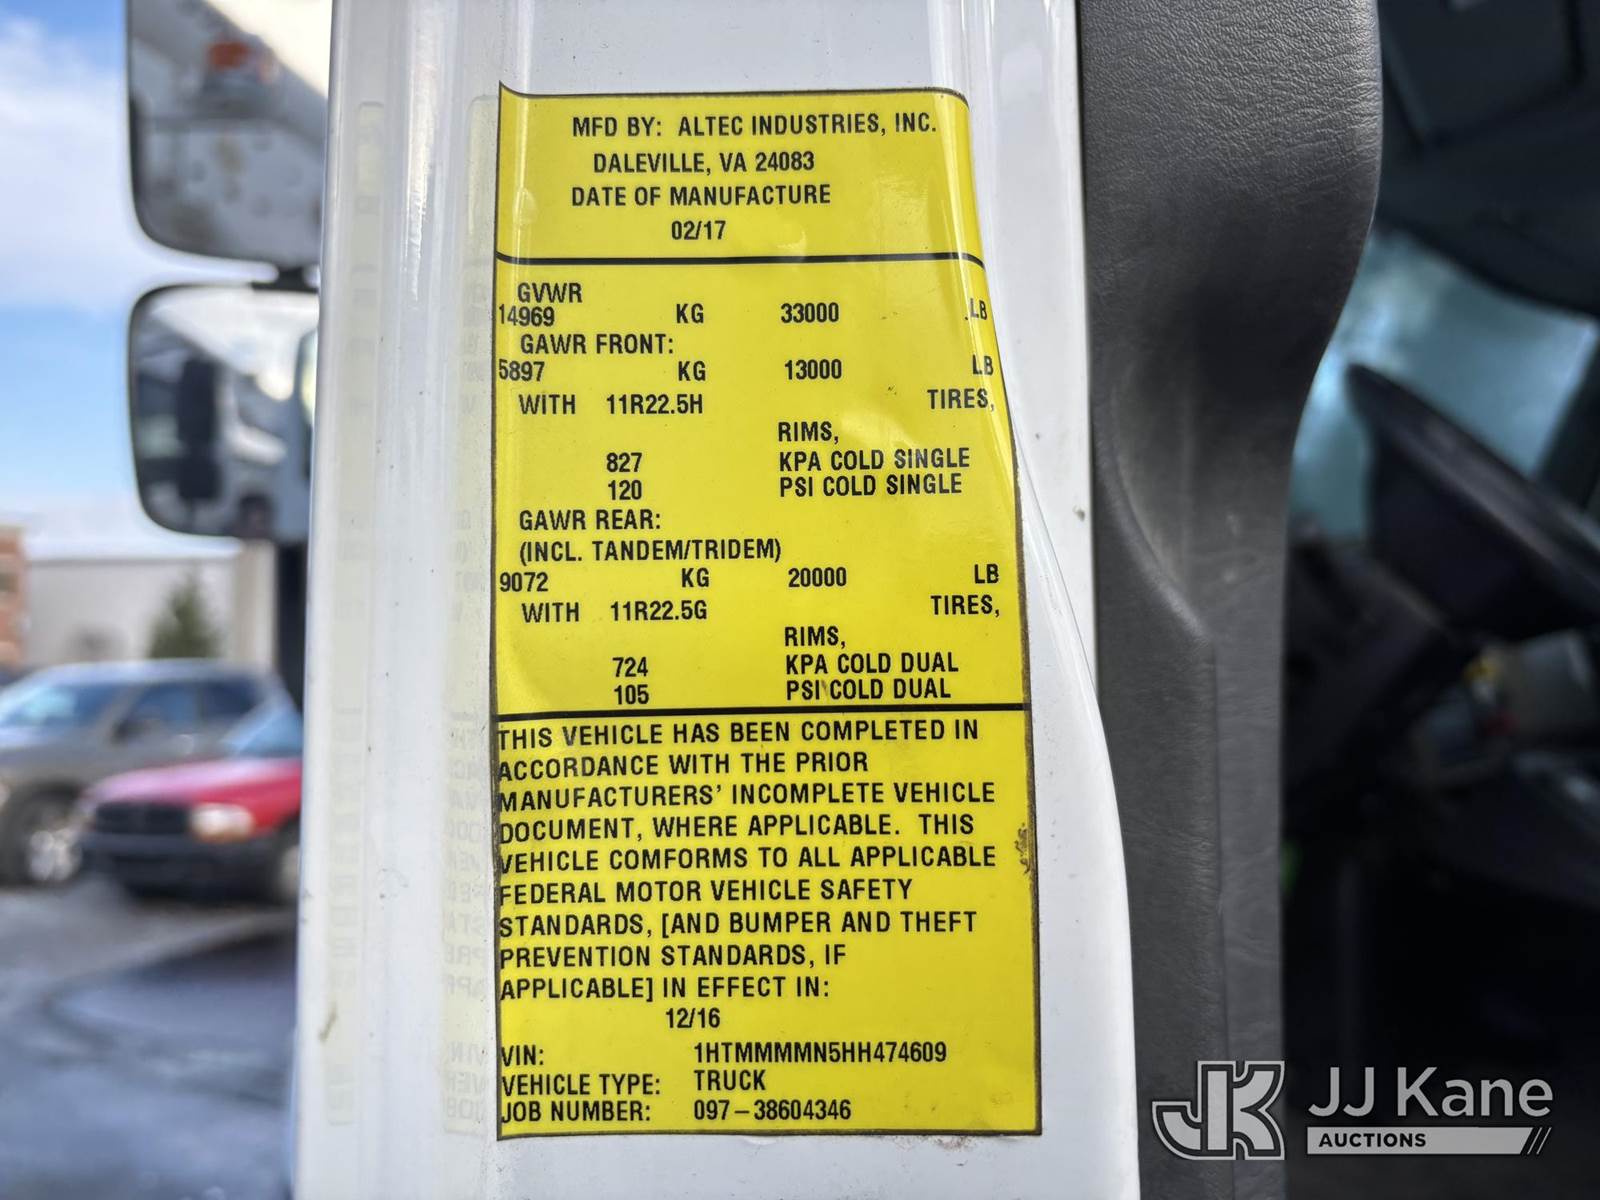 MFD BY: ALTEC INDUSTRIES, INC.
DALEVILLE, VA 24083
DATE OF MANUFACTURE
02/17
GVWR
14969 KG 33000 LB
GAWR FRONT:
5897 KG 13000 LB
WITH 11R22.5H TIRES,
RIMS,
827 KPA COLD SINGLE
120 PSI COLD SINGLE
GAWR REAR:
(INCL. TANDEM/TRIDEM)
9072 KG 20000 LB
WITH 11R22.5G TIRES,
RIMS,
724 KPA COLD DUAL
105 PSI COLD DUAL
THIS VEHICLE HAS BEEN COMPLETED IN
ACCORDANCE WITH THE PRIOR
MANUFACTURERS' INCOMPLETE VEHICLE
DOCUMENT, WHERE APPLICABLE. THIS
VEHICLE COMFORMS TO ALL APPLICABLE
FEDERAL MOTOR VEHICLE SAFETY
STANDARDS, [AND BUMPER AND THEFT
PREVENTION STANDARDS, IF
APPLICABLE] IN EFFECT IN:
12/16
VIN: 1HTMMMMN5HH474609
VEHICLE TYPE: TRUCK
JOB NUMBER: 097-38604346
JK JJ Kane
AUCTIONS